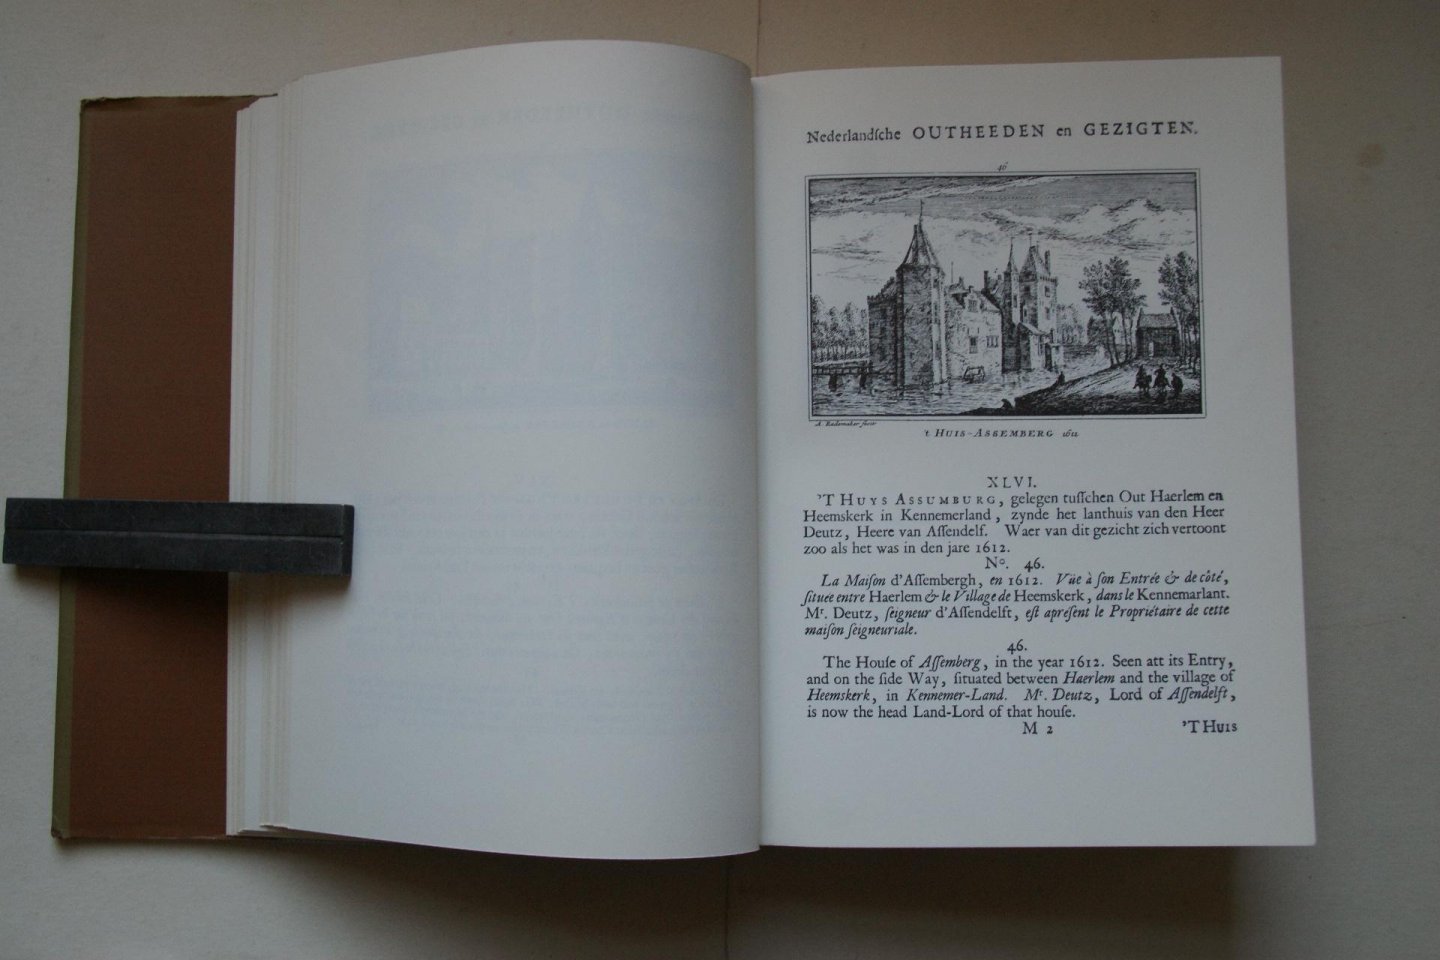 Nederlandſche OUTHEEDEN en GEZIGTEN.
46
A. Rademaker fecit
't HUIS-ASSEMBERG 1612
XLVI.
'T HUYS ASSUMBURG, gelegen tuſſchen Out Haerlem en
Heemskerk in Kennemerland, zynde het lanthuis van den Heer
Deutz, Heere van Aſſendelf. Waer van dit gezicht zich vertoont
zoo als het was in den jare 1612.
No. 46.
La Maiſon d'Aſſembergh, en 1612. Vüe à ſon Entrée & de côté,
ſituee entre Haerlem & le Village de Heemskerk, dans le Kennemarlant.
Mr. Deutz, ſeigneur d'Aſſendelft, eſt apreſent le Propriétaire de cette
maiſon ſeigneuriale.
46.
The Houſe of Aſſemberg, in the year 1612. Seen att its Entry,
and on the ſide Way, ſituated between Haerlem and the village of
Heemskerk, in Kennemer-Land. Mr. Deutz, Lord of Aſſendelft,
is now the head Land-Lord of that houſe.
M 2 'T HUIS